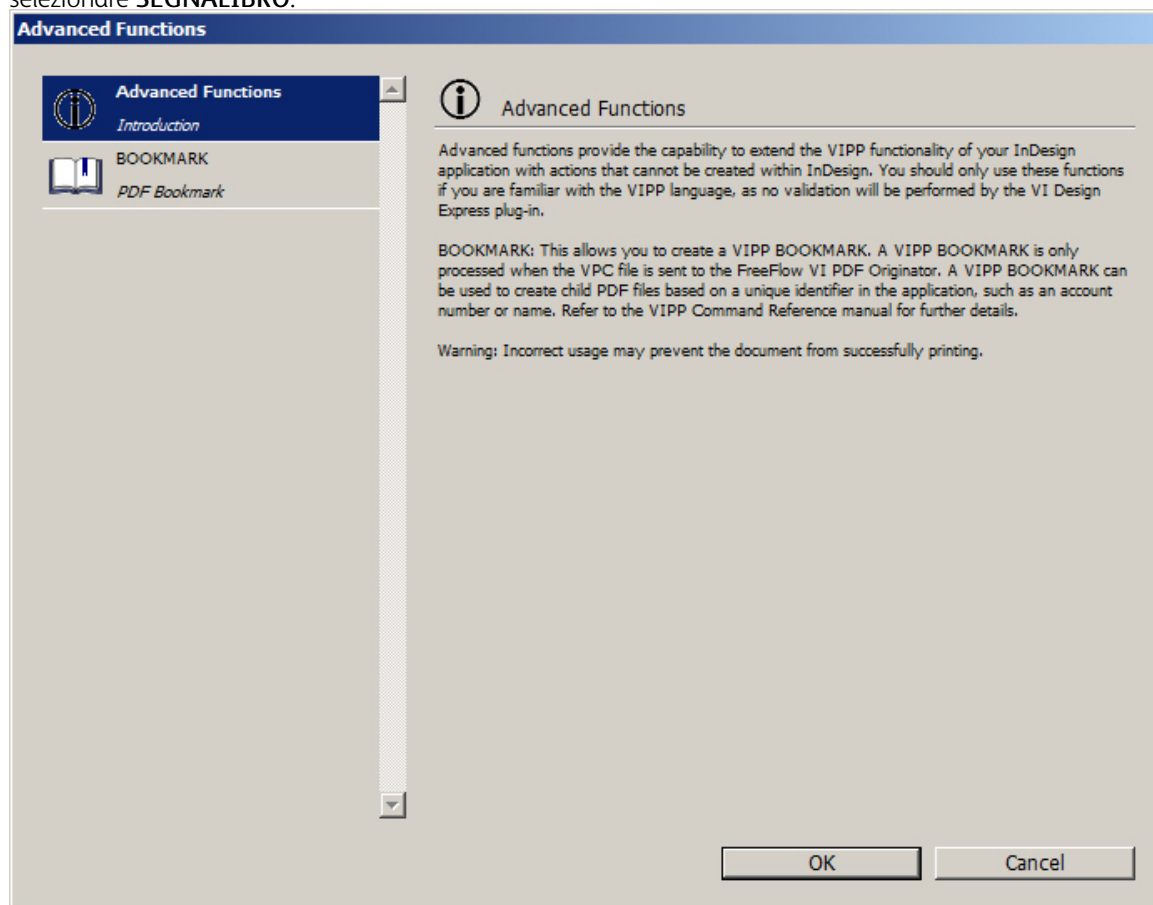 selezionare SEGNALIBRO.
Advanced Functions
Advanced Functions
Introduction
BOOKMARK
PDF Bookmark
Advanced Functions
Advanced functions provide the capability to extend the VIPP functionality of your InDesign
application with actions that cannot be created within InDesign. You should only use these functions
if you are familiar with the VIPP language, as no validation will be performed by the VI Design
Express plug-in.
BOOKMARK: This allows you to create a VIPP BOOKMARK. A VIPP BOOKMARK is only
processed when the VPC file is sent to the FreeFlow VI PDF Originator. A VIPP BOOKMARK can
be used to create child PDF files based on a unique identifier in the application, such as an account
number or name. Refer to the VIPP Command Reference manual for further details.
Warning: Incorrect usage may prevent the document from successfully printing.
OK
Cancel